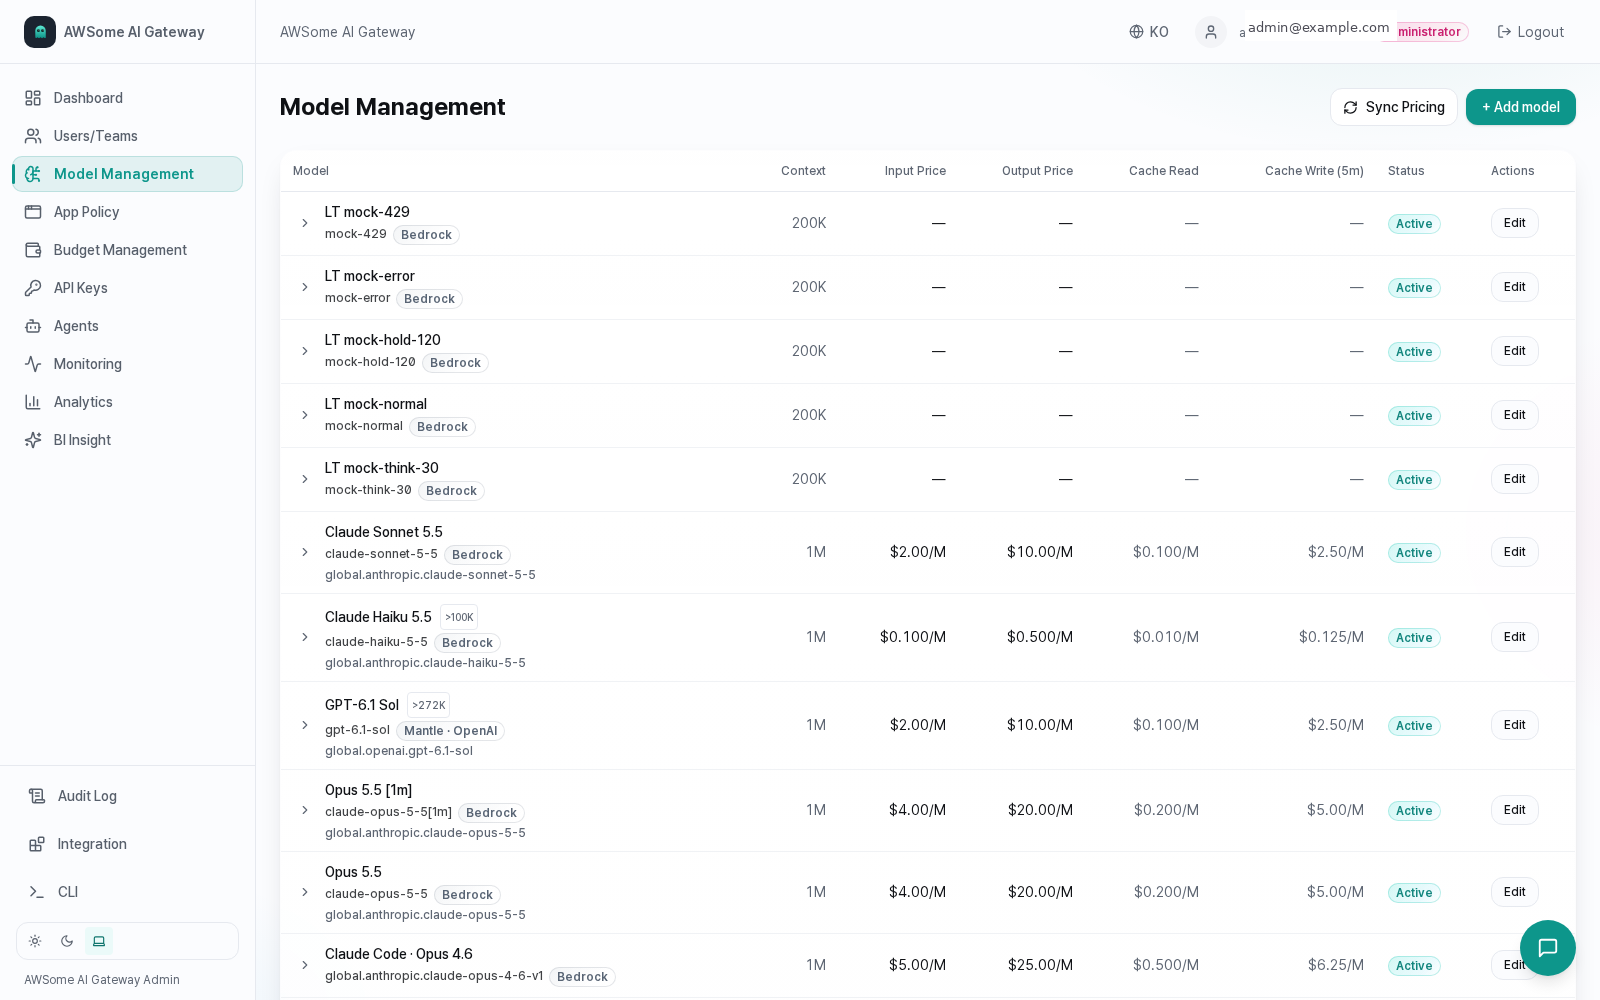 AWSome AI Gateway
AWSome AI Gateway
KO
admin@example.com
Logout
Dashboard
Users/Teams
Model Management
App Policy
Budget Management
API Keys
Agents
Monitoring
Analytics
BI Insight
Audit Log
Integration
CLI
AWSome AI Gateway Admin
Model Management
Sync Pricing
+ Add model
Model Context Input Price Output Price Cache Read Cache Write (5m) Status Actions
LT mock-429
mock-429 Bedrock
200K — — — — Active Edit
LT mock-error
mock-error Bedrock
200K — — — — Active Edit
LT mock-hold-120
mock-hold-120 Bedrock
200K — — — — Active Edit
LT mock-normal
mock-normal Bedrock
200K — — — — Active Edit
LT mock-think-30
mock-think-30 Bedrock
200K — — — — Active Edit
Claude Sonnet 5.5
claude-sonnet-5-5 Bedrock
global.anthropic.claude-sonnet-5-5
1M $2.00/M $10.00/M $0.100/M $2.50/M Active Edit
Claude Haiku 5.5 >100K
claude-haiku-5-5 Bedrock
global.anthropic.claude-haiku-5-5
1M $0.100/M $0.500/M $0.010/M $0.125/M Active Edit
GPT-6.1 Sol >272K
gpt-6.1-sol Mantle · OpenAI
global.openai.gpt-6.1-sol
1M $2.00/M $10.00/M $0.100/M $2.50/M Active Edit
Opus 5.5 [1m]
claude-opus-5-5[1m] Bedrock
global.anthropic.claude-opus-5-5
1M $4.00/M $20.00/M $0.200/M $5.00/M Active Edit
Opus 5.5
claude-opus-5-5 Bedrock
global.anthropic.claude-opus-5-5
1M $4.00/M $20.00/M $0.200/M $5.00/M Active Edit
Claude Code · Opus 4.6
global.anthropic.claude-opus-4-6-v1 Bedrock
1M $5.00/M $25.00/M $0.500/M $6.25/M Active Edit